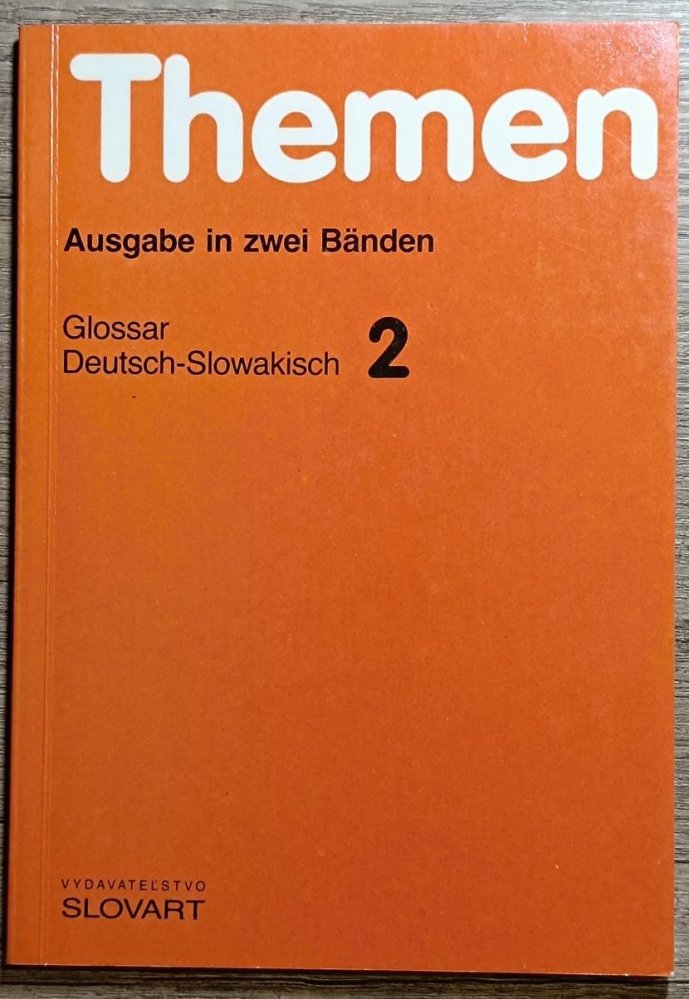 Themen
Ausgabe in zwei Bänden
Glossar
Deutsch-Slowakisch 2
VYDAVATEĽSTVO
SLOVART